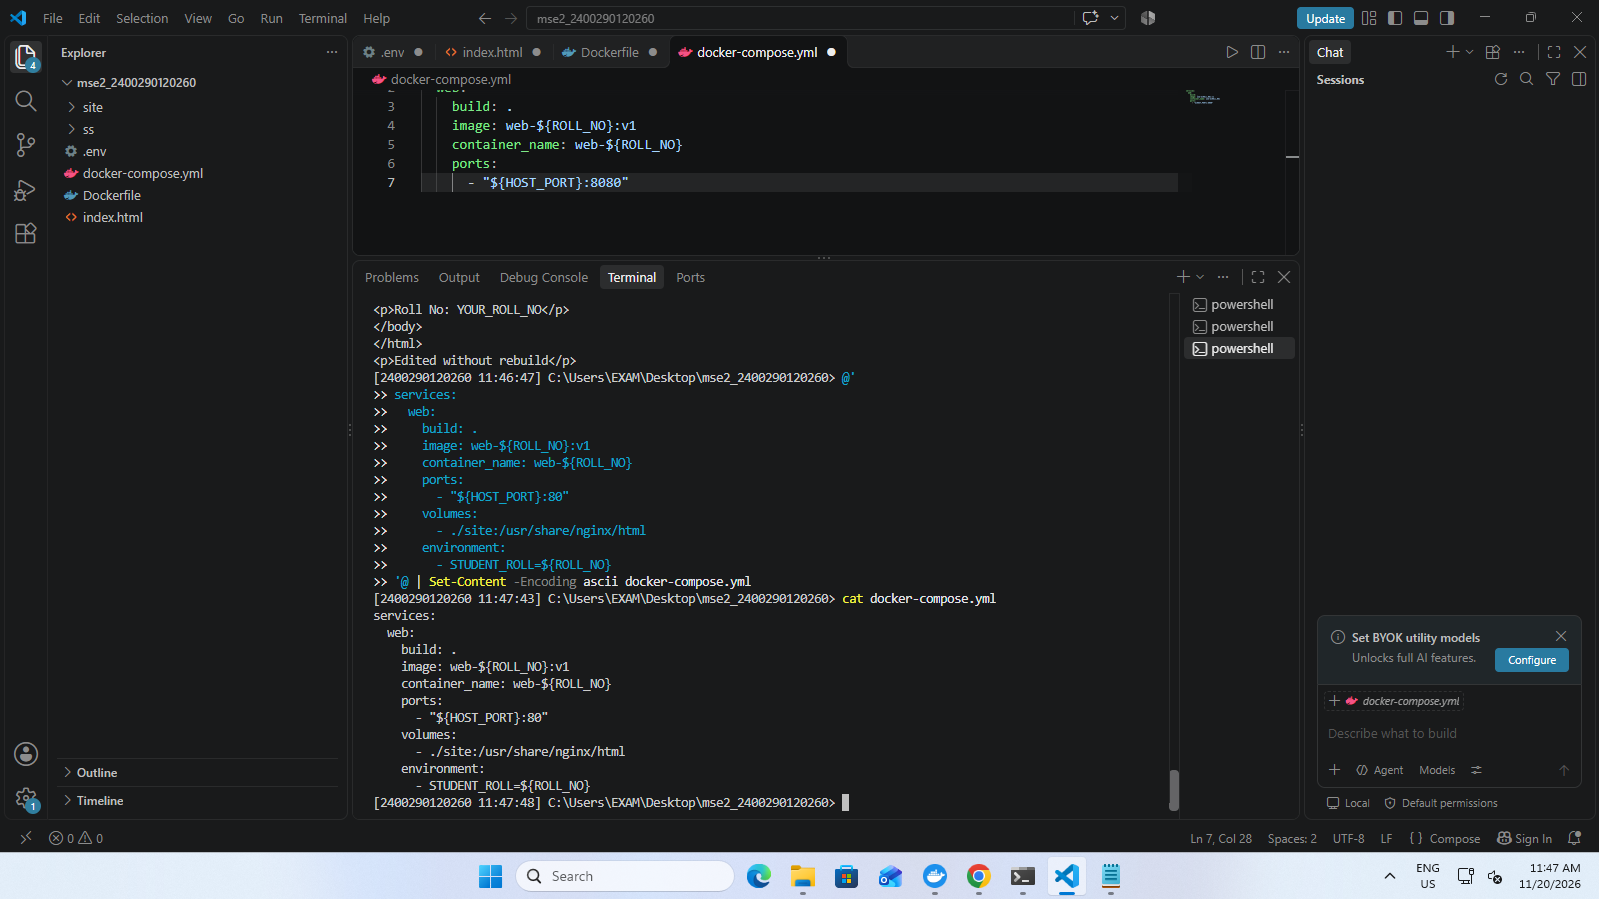 File Edit Selection View Go Run Terminal Help
mse2_2400290120260
Update
Explorer
4
mse2_2400290120260
site
ss
.env
docker-compose.yml
Dockerfile
index.html
Outline
Timeline
1
.env
index.html
Dockerfile
docker-compose.yml
docker-compose.yml
3 build: .
4 image: web-${ROLL_NO}:v1
5 container_name: web-${ROLL_NO}
6 ports:
7 - "${HOST_PORT}:8080"
Problems Output Debug Console Terminal Ports
<p>Roll No: YOUR_ROLL_NO</p>
</body>
</html>
<p>Edited without rebuild</p>
[2400290120260 11:46:47] C:\Users\EXAM\Desktop\mse2_2400290120260> @'
>> services:
>> web:
>> build: .
>> image: web-${ROLL_NO}:v1
>> container_name: web-${ROLL_NO}
>> ports:
>> - "${HOST_PORT}:80"
>> volumes:
>> - ./site:/usr/share/nginx/html
>> environment:
>> - STUDENT_ROLL=${ROLL_NO}
>> '@ | Set-Content -Encoding ascii docker-compose.yml
[2400290120260 11:47:43] C:\Users\EXAM\Desktop\mse2_2400290120260> cat docker-compose.yml
services:
web:
build: .
image: web-${ROLL_NO}:v1
container_name: web-${ROLL_NO}
ports:
- "${HOST_PORT}:80"
volumes:
- ./site:/usr/share/nginx/html
environment:
- STUDENT_ROLL=${ROLL_NO}
[2400290120260 11:47:48] C:\Users\EXAM\Desktop\mse2_2400290120260>
powershell
powershell
powershell
Chat
Sessions
Set BYOK utility models
Unlocks full AI features.
Configure
docker-compose.yml
Describe what to build
Agent Models
Local Default permissions
0 0
Ln 7, Col 28 Spaces: 2 UTF-8 LF { } Compose Sign In
Search
ENG
US
11:47 AM
11/20/2026